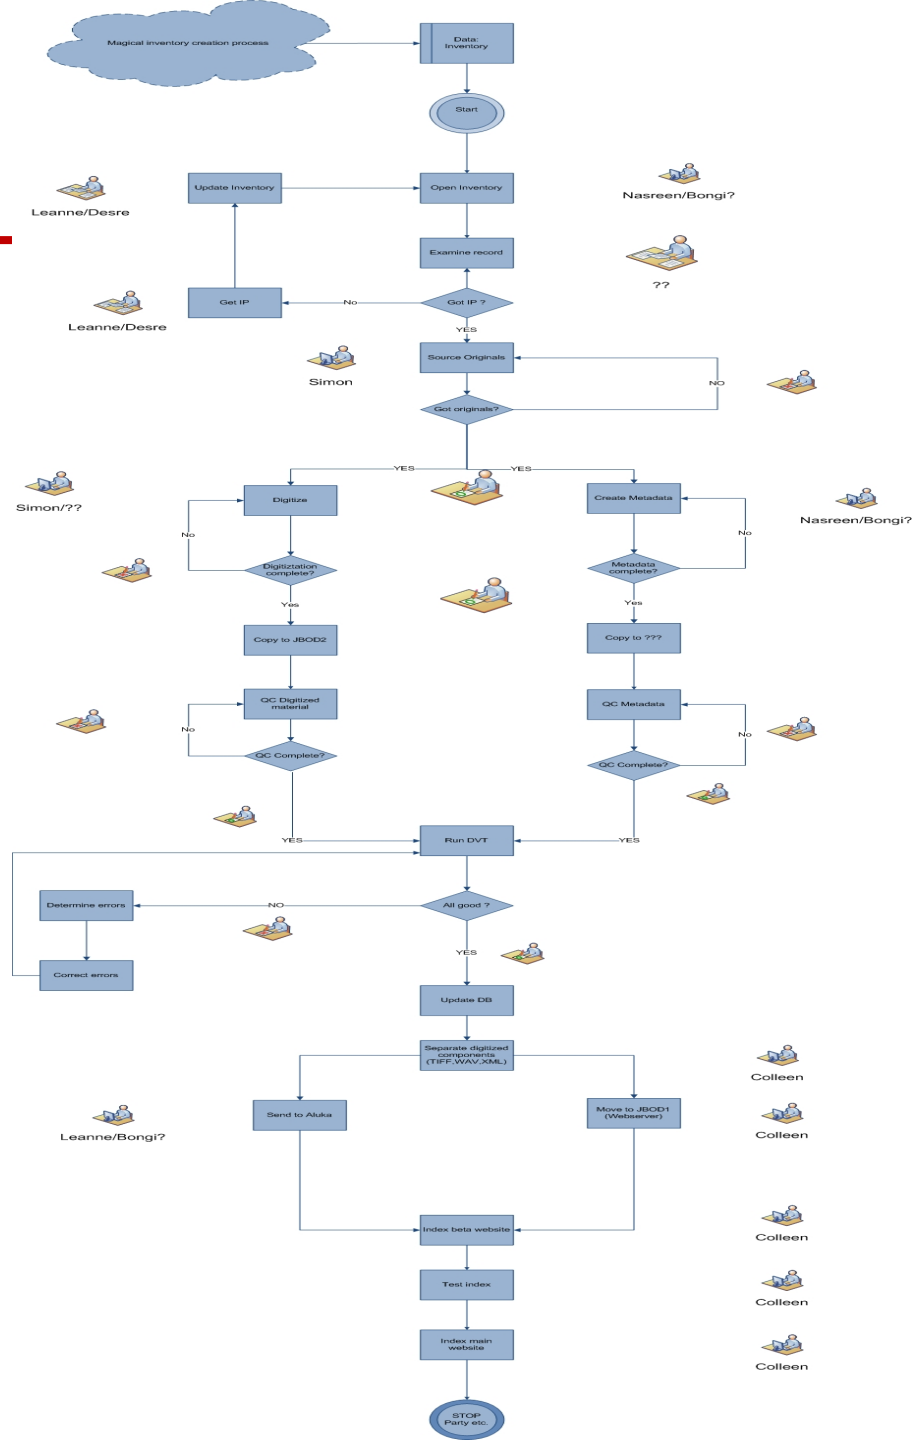 Magical inventory creation process
Data:
Inventory
Start
Update Inventory
Open Inventory
Leanne/Desre
Nasreen/Bongi?
Examine record
??
Get IP
No
Got IP ?
Leanne/Desre
YES
Source Originals
Simon
NO
Got originals?
YES
YES
Simon/??
Digitize
Create Metadata
Nasreen/Bongi?
No
No
Digitiztation
complete?
Metadada
complete?
Yes
Yes
Copy to JBOD2
Copy to ???
QC Digitized
material
QC Metadata
No
No
QC Complete?
QC Complete?
YES
Run DVT
YES
Determine errors
NO
All good ?
YES
Correct errors
Update DB
Separate digitized
components
(TIFF,WAV,XML)
Colleen
Send to Aluka
Move to JBOD1
(Webserver)
Leanne/Bongi?
Colleen
Index beta website
Colleen
Test index
Colleen
Index main
website
Colleen
STOP
Party etc.